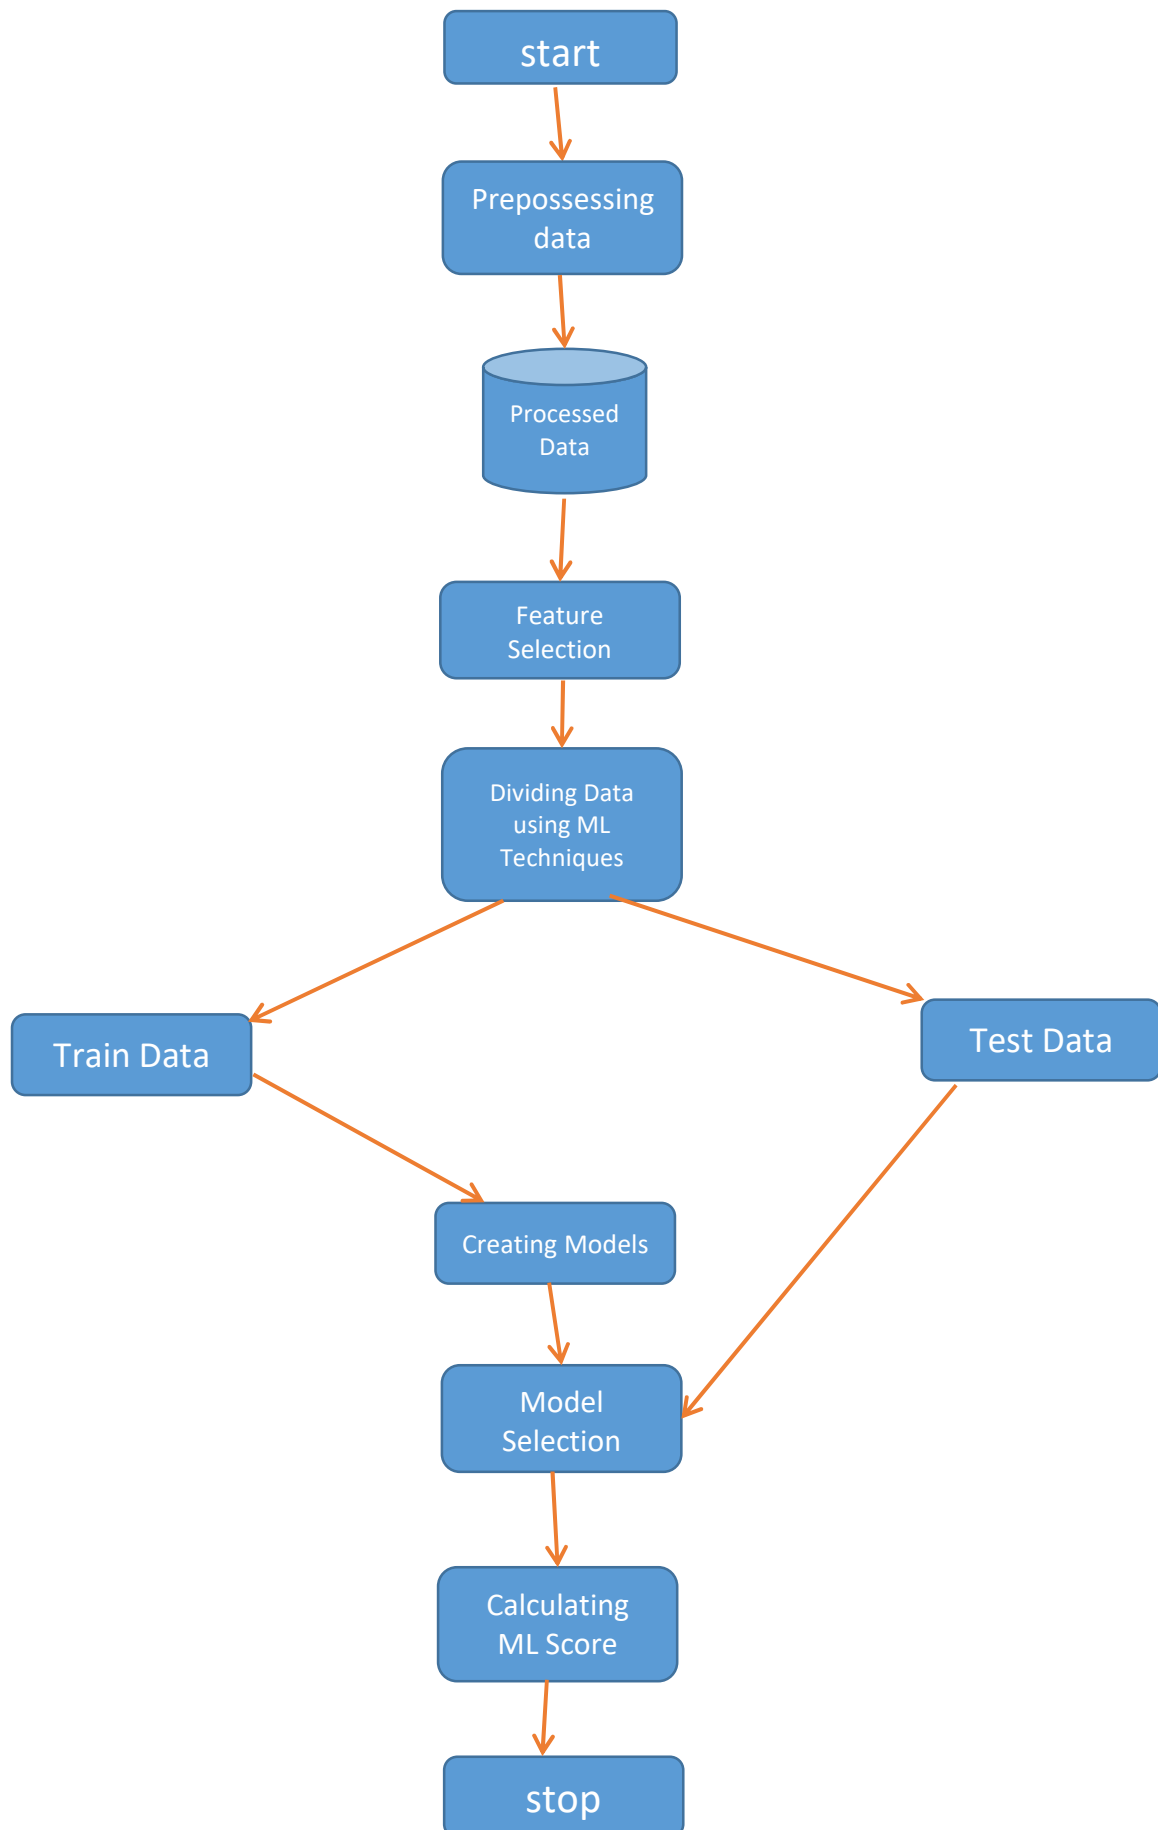 start
Prepossessing
data
Processed
Data
Feature
Selection
Dividing Data
using ML
Techniques
Train Data
Test Data
Creating Models
Model
Selection
Calculating
ML Score
stop